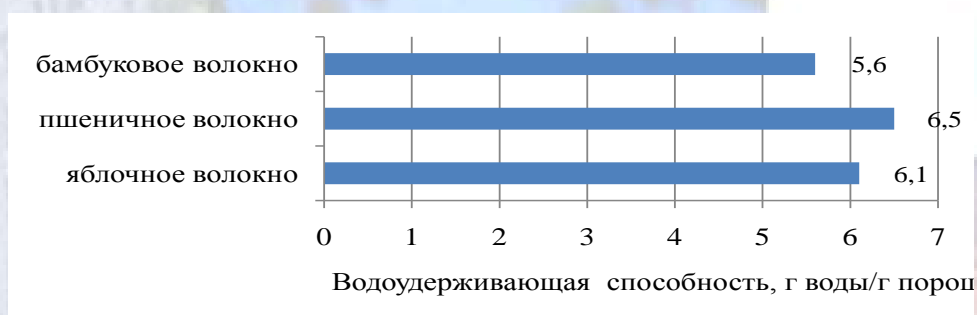 бамбуковое волокно
5,6
пшеничное волокно
6,5
яблочное волокно
6,1
0 1 2 3 4 5 6 7
Водоудерживающая способность, г воды/г